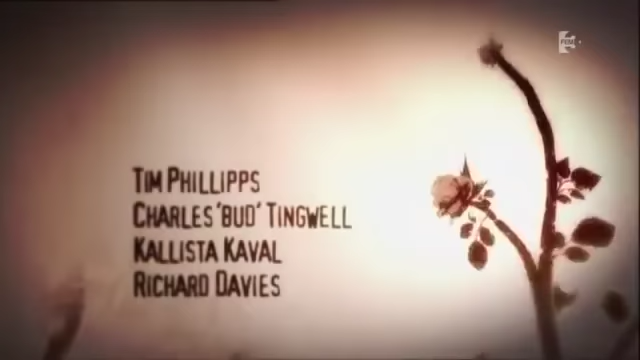 Tim Phillipps
Charles 'Bud' Tingwell
Kallista Kaval
Richard Davies